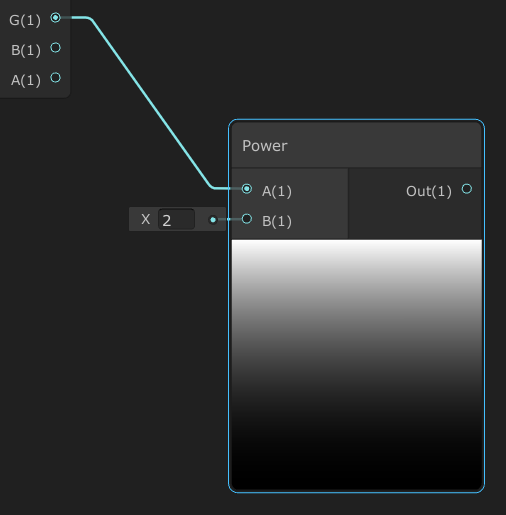 G(1)
B(1)
A(1)
Power
A(1) Out(1)
X 2 B(1)